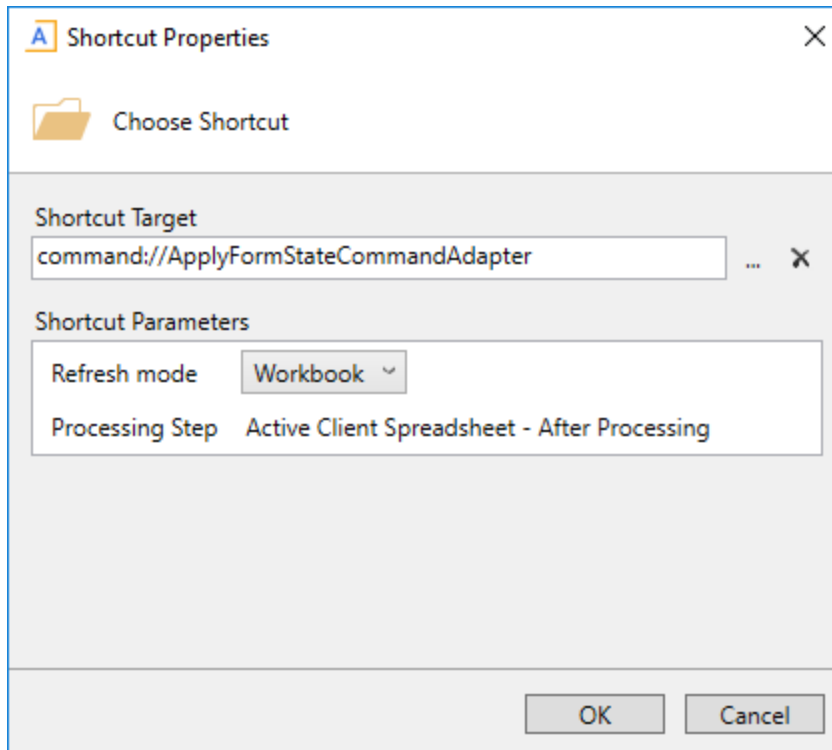 A Shortcut Properties
Choose Shortcut
Shortcut Target
command://ApplyFormStateCommandAdapter ...
Shortcut Parameters
Refresh mode Workbook
Processing Step Active Client Spreadsheet - After Processing
OK Cancel